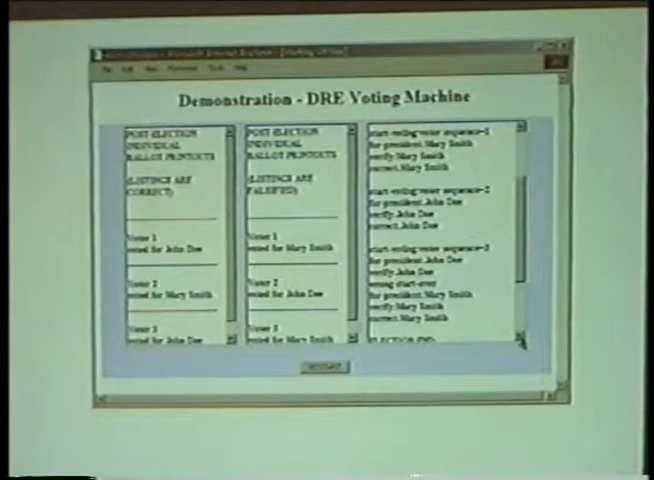 Demonstration - DRE Voting Machine
POST-ELECTION
INDIVIDUAL
BALLOT PRINTOUTS
(LISTINGS ARE
CORRECT)
Voter 1
voted for John Doe
Voter 2
voted for Mary Smith
Voter 3
voted for John Doe
POST-ELECTION
INDIVIDUAL
BALLOT PRINTOUTS
(LISTINGS ARE
FALSIFIED)
Voter 1
voted for Mary Smith
Voter 2
voted for John Doe
Voter 3
voted for Mary Smith
start-voting-voter sequence-1
for president.Mary Smith
verify.Mary Smith
correct.Mary Smith
start-voting-voter sequence-2
for president.John Doe
verify.John Doe
correct.John Doe
start-voting-voter sequence-3
for president.John Doe
verify.John Doe
wrong-start-over
for president.Mary Smith
verify.Mary Smith
correct.Mary Smith
ELECTION END
RESTART